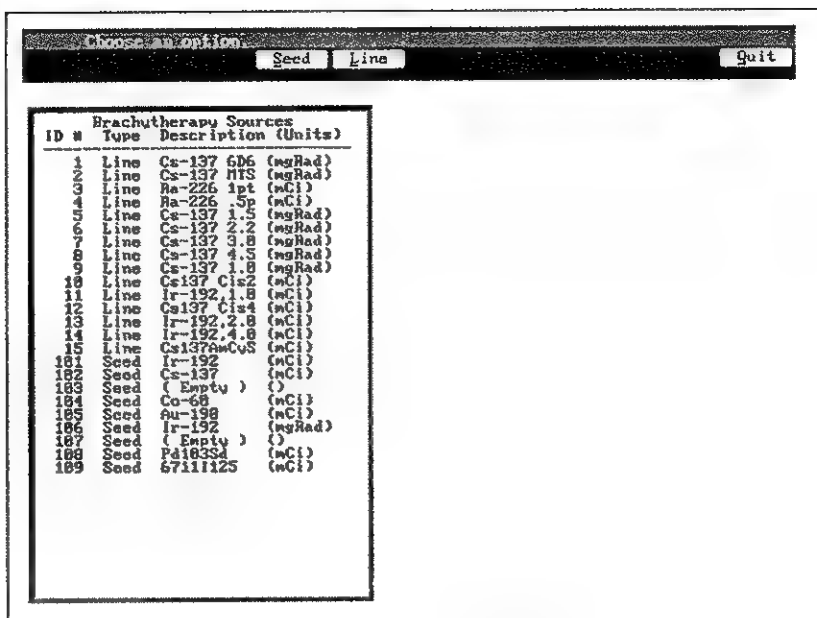 Choose an option.
Seed Line Quit
Brachytherapy Sources
ID # Type Description (Units)
1 Line Cs-137 6D6 (mgRad)
2 Line Cs-137 MTS (mgRad)
3 Line Ra-226 1pt (mCi)
4 Line Ra-226 .5p (mCi)
5 Line Cs-137 1.5 (mgRad)
6 Line Cs-137 2.2 (mgRad)
7 Line Cs-137 3.0 (mgRad)
8 Line Cs-137 4.5 (mgRad)
9 Line Cs-137 1.0 (mgRad)
10 Line Cs137 Cis2 (mCi)
11 Line Ir-192,1.0 (mCi)
12 Line Cs137 Cis4 (mCi)
13 Line Ir-192,2.0 (mCi)
14 Line Ir-192,4.0 (mCi)
15 Line Cs137AmCyS (mCi)
101 Seed Ir-192 (mCi)
102 Seed Cs-137 (mCi)
103 Seed ( Empty ) ()
104 Seed Co-60 (mCi)
105 Seed Au-198 (mCi)
106 Seed Ir-192 (mgRad)
107 Seed ( Empty ) ()
108 Seed Pd103Sd (mCi)
109 Seed 6711I125 (mCi)